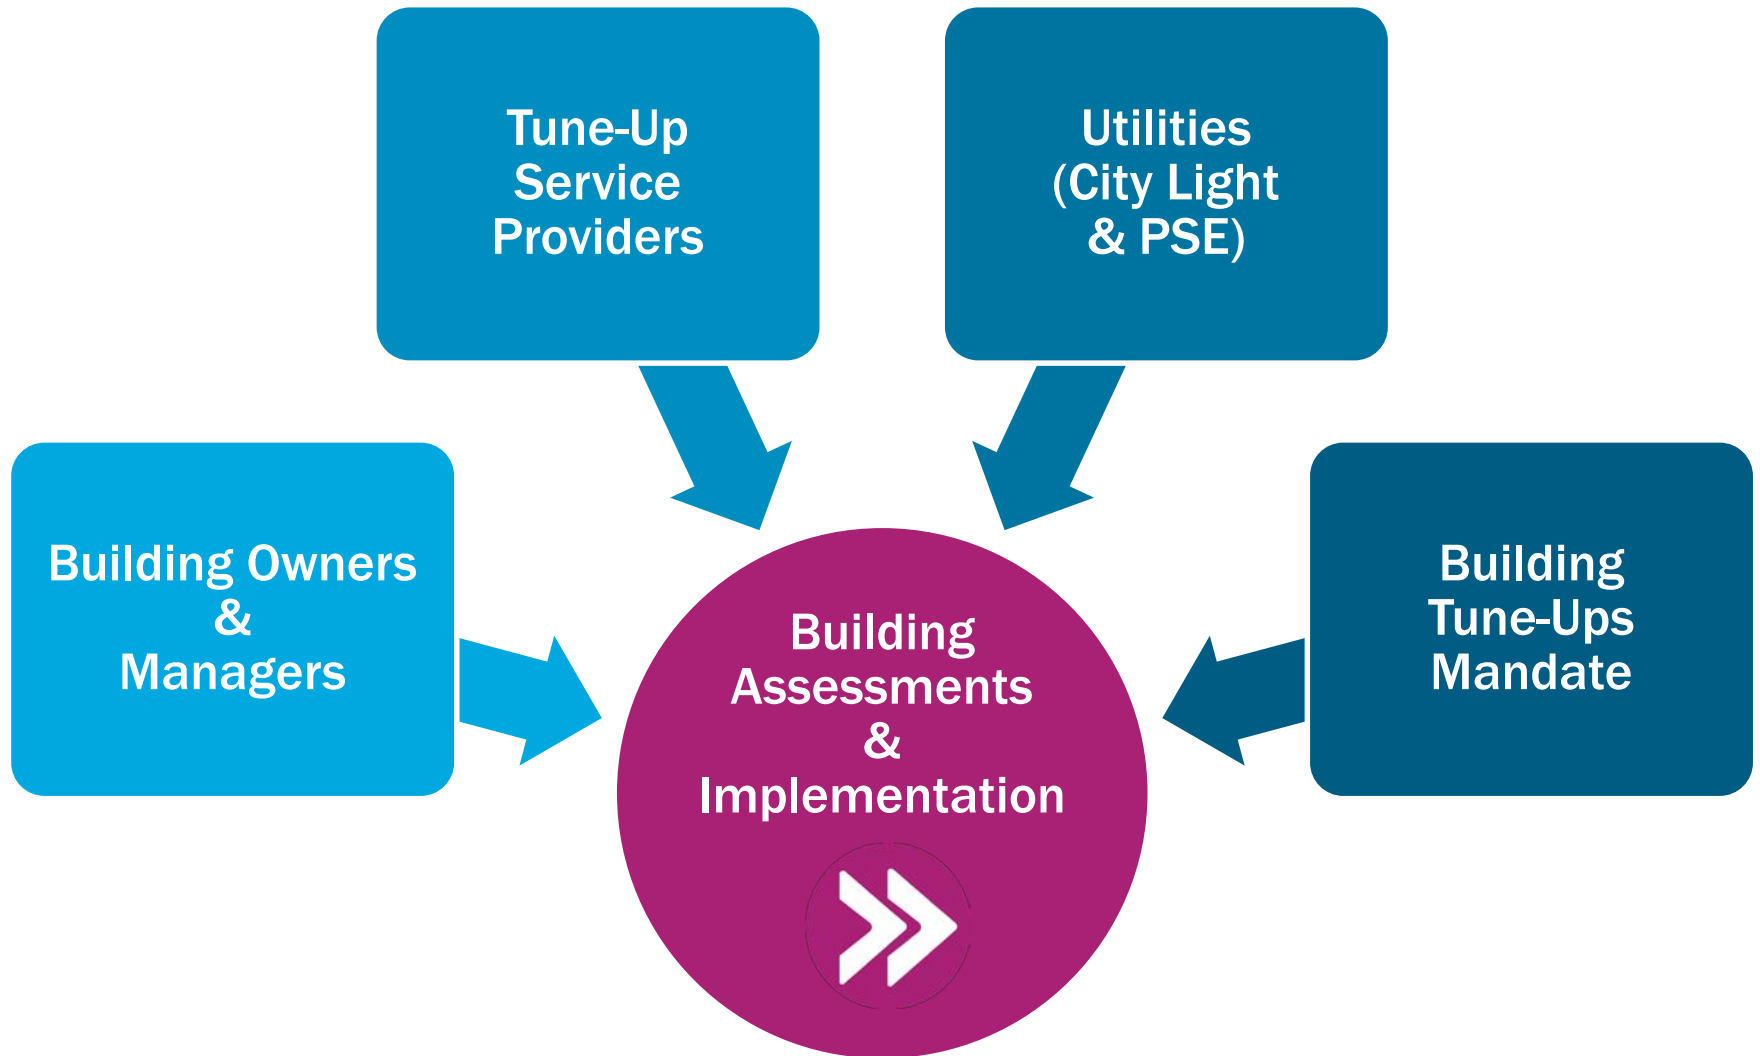 Tune-Up
Service
Providers
Utilities
(City Light
& PSE)
Building Owners
&
Managers
Building
Assessments
&
Implementation
Building
Tune-Ups
Mandate